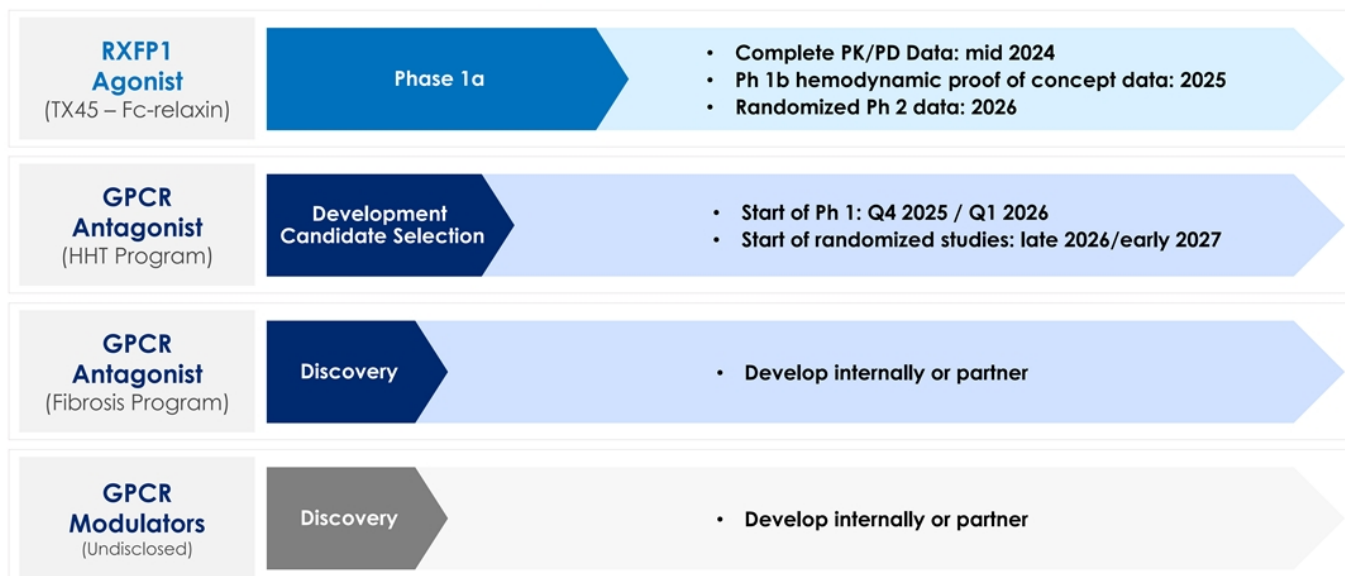 RXFP1
Agonist
(TX45 – Fc-relaxin)
Phase 1a
• Complete PK/PD Data: mid 2024
• Ph 1b hemodynamic proof of concept data: 2025
• Randomized Ph 2 data: 2026
GPCR
Antagonist
(HHT Program)
Development
Candidate Selection
• Start of Ph 1: Q4 2025 / Q1 2026
• Start of randomized studies: late 2026/early 2027
GPCR
Antagonist
(Fibrosis Program)
Discovery
• Develop internally or partner
GPCR
Modulators
(Undisclosed)
Discovery
• Develop internally or partner